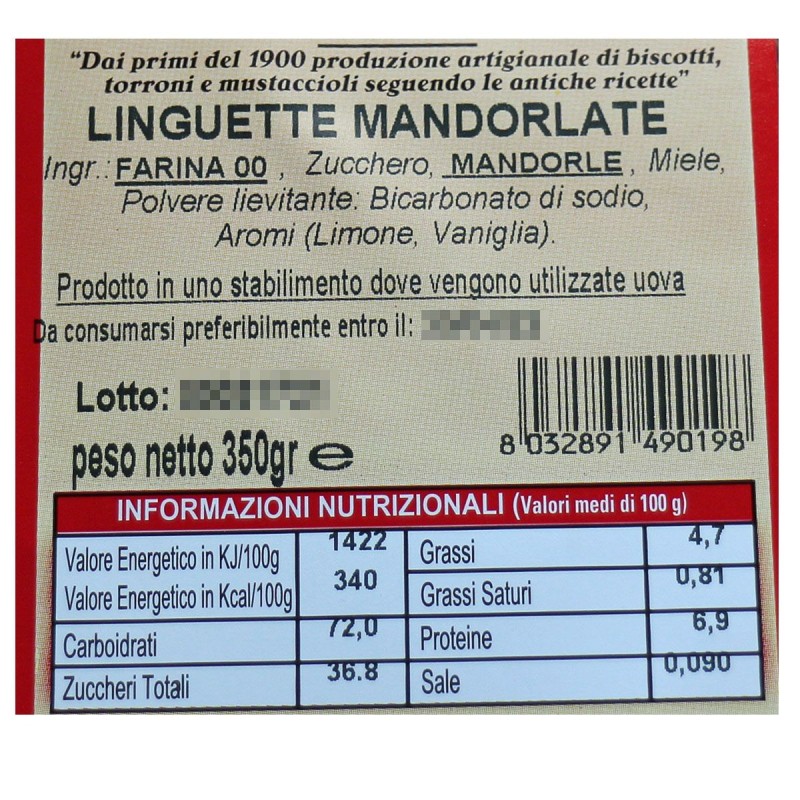 “Dai primi del 1900 produzione artigianale di biscotti,
torroni e mustaccioli seguendo le antiche ricette”
LINGUETTE MANDORLATE
Ingr.: FARINA 00 , Zucchero, MANDORLE , Miele,
Polvere lievitante: Bicarbonato di sodio,
Aromi (Limone, Vaniglia).
Prodotto in uno stabilimento dove vengono utilizzate uova
Da consumarsi preferibilmente entro il:
Lotto:
peso netto 350gr ℮
8 032891 490198
INFORMAZIONI NUTRIZIONALI (Valori medi di 100 g)
Valore Energetico in KJ/100g 1422
Valore Energetico in Kcal/100g 340
Carboidrati 72,0
Zuccheri Totali 36.8
Grassi 4,7
Grassi Saturi 0,81
Proteine 6,9
Sale 0,090